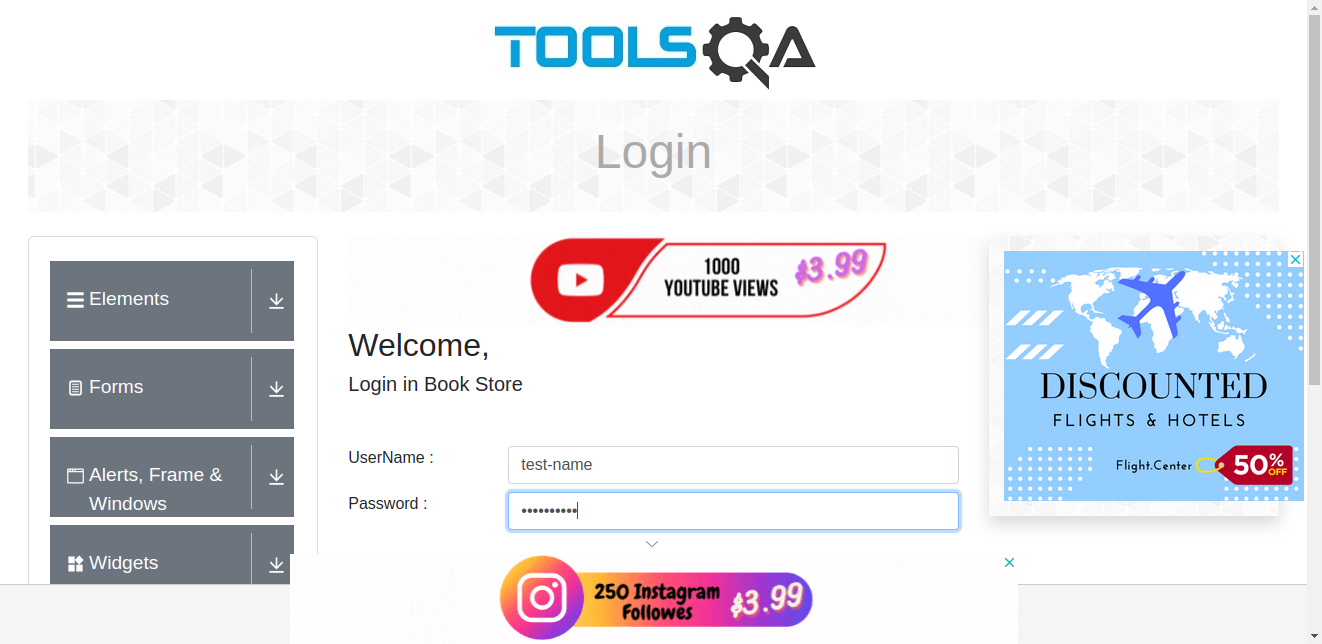 TOOLSQA
Login
Elements
Forms
Alerts, Frame &
Windows
Widgets
1000
YOUTUBE VIEWS
$3.99
Welcome,
Login in Book Store
UserName :
test-name
Password :
••••••••••
DISCOUNTED
FLIGHTS & HOTELS
Flight.Center
50% OFF
250 Instagram
Followes
$3.99